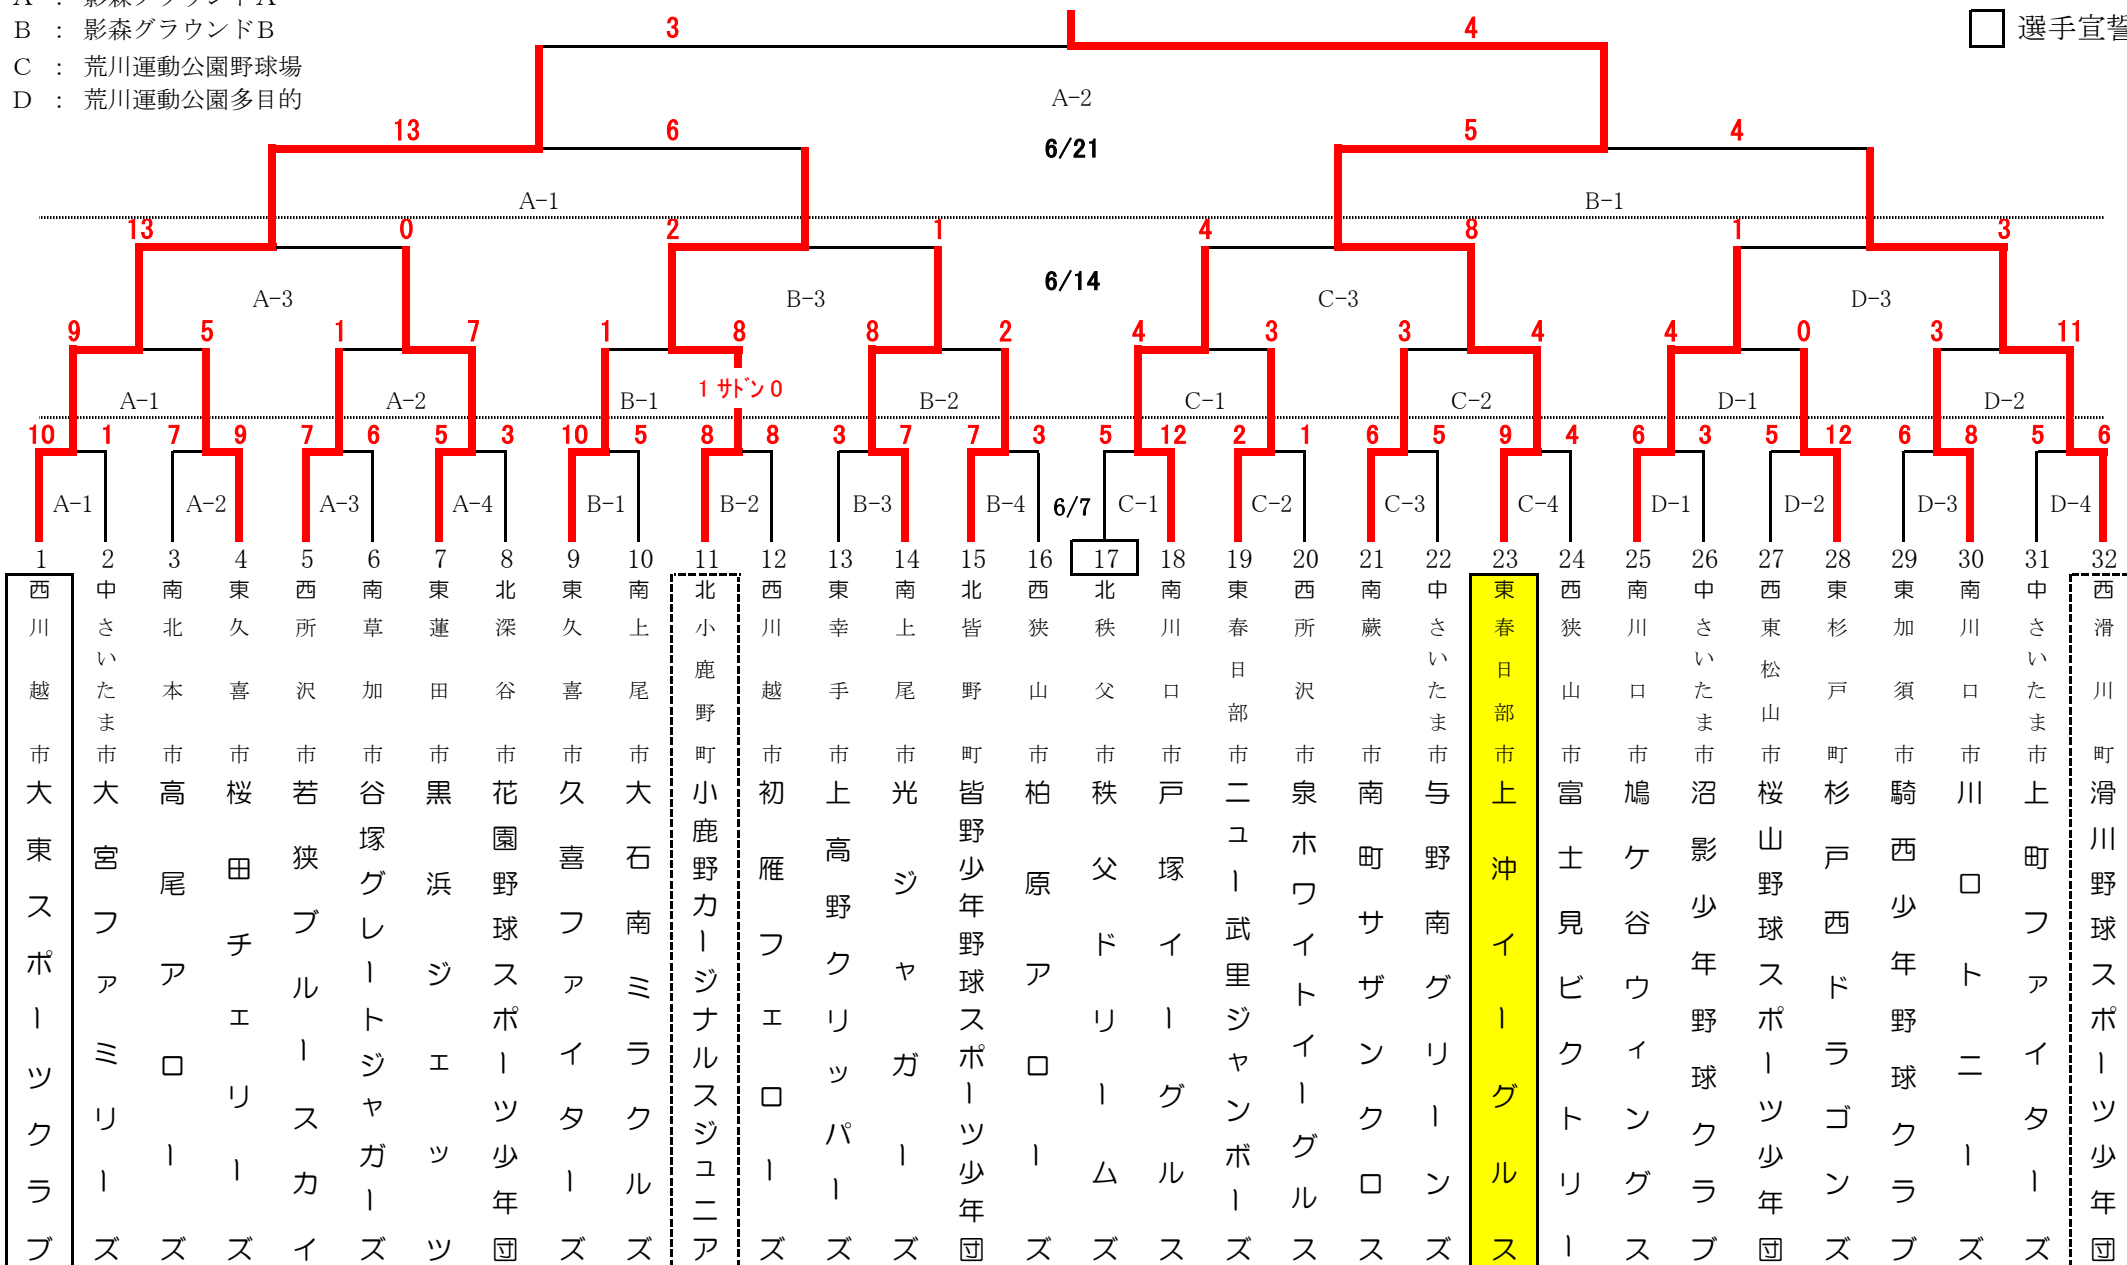 A ： 影森グラウンドA
B ： 影森グラウンドB
C ： 荒川運動公園野球場
D ： 荒川運動公園多目的
選手宣誓
3 4
A-2
13 6 5 4
6/21
A-1 B-1
13 0 2 1 4 8 1 3
6/14
A-3 B-3 C-3 D-3
9 5 1 7 1 8 8 2 4 3 3 4 4 0 3 11
1 ｻﾄﾞﾝ 0
A-1 A-2 B-1 B-2 C-1 C-2 D-1 D-2
10 1 7 9 7 6 5 3 10 5 8 8 3 7 7 3 5 12 2 1 6 5 9 4 6 3 5 12 6 8 5 6
A-1 A-2 A-3 A-4 B-1 B-2 B-3 B-4 6/7 C-1 C-2 C-3 C-4 D-1 D-2 D-3 D-4
1 西 川越市 大東スポーツクラブ
2 中 さいたま市 大宮ファミリーズ
3 南 北本市 高尾アローズ
4 東 久喜市 桜田チェリーズ
5 西 所沢市 若狭ブルースカイ
6 南 草加市 谷塚グレートジャガーズ
7 東 蓮田市 黒浜ジェッツ
8 北 深谷市 花園野球スポーツ少年団
9 東 久喜市 久喜ファイターズ
10 南 上尾市 大石南ミラクルズ
11 北 小鹿野町 小鹿野カージナルスジュニア
12 西 川越市 初雁フェローズ
13 東 幸手市 上高野クリッパーズ
14 南 上尾市 光ジャガーズ
15 北 皆野町 皆野少年野球スポーツ少年団
16 西 狭山市 柏原アローズ
17 北 秩父市 秩父ドリームズ
18 南 川口市 戸塚イーグルス
19 東 春日部市 ニュー武里ジャンボーズ
20 西 所沢市 泉ホワイトイーグルス
21 南 蕨市 南町サザンクロス
22 中 さいたま市 与野南グリーンズ
23 東 春日部市 上沖イーグルス
24 西 狭山市 富士見ビクトリー
25 南 川口市 鳩ケ谷ウィングス
26 中 さいたま市 沼影少年野球クラブ
27 西 東松山市 桜山野球スポーツ少年団
28 東 杉戸町 杉戸西ドラゴンズ
29 東 加須市 騎西少年野球クラブ
30 南 川口市 川口トニーズ
31 中 さいたま市 上町ファイターズ
32 西 滑川町 滑川野球スポーツ少年団